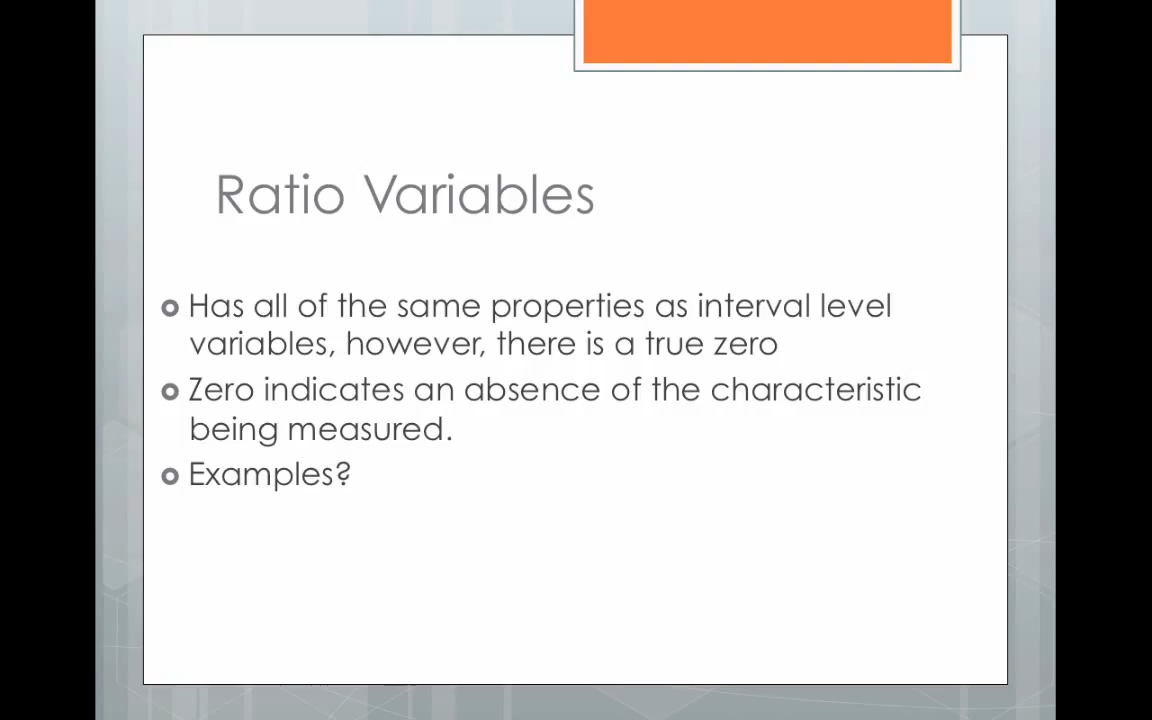 Ratio Variables
Has all of the same properties as interval level
variables, however, there is a true zero
Zero indicates an absence of the characteristic
being measured.
Examples?